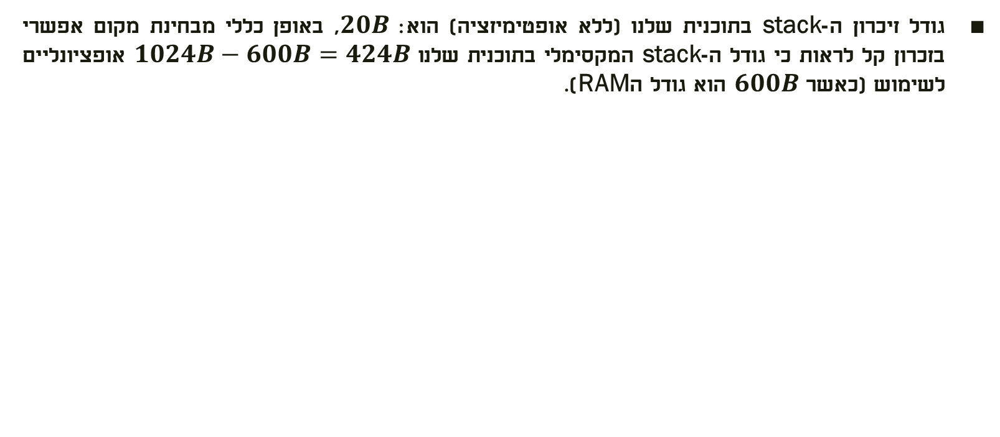 ■ גודל זיכרון ה-stack בתוכנית שלנו (ללא אופטימיזציה) הוא: 20B, באופן כללי מבחינת מקום אפשרי
בזכרון קל לראות כי גודל ה-stack המקסימלי בתוכנית שלנו 1024B − 600B = 424B אופציונליים
לשימוש (כאשר 600B הוא גודל הRAM).